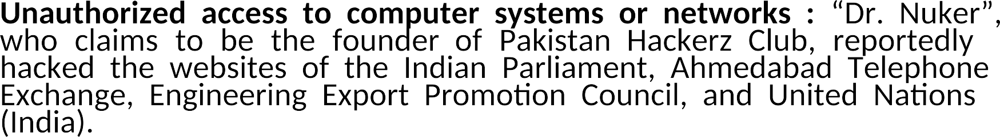 Unauthorized access to computer systems or networks : “Dr. Nuker”,
who claims to be the founder of Pakistan Hackerz Club, reportedly
hacked the websites of the Indian Parliament, Ahmedabad Telephone
Exchange, Engineering Export Promotion Council, and United Nations
(India).